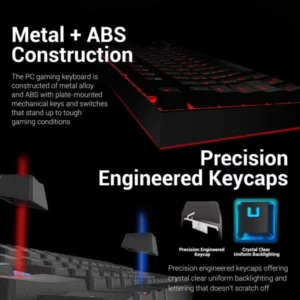 Metal + ABS
Construction
The PC gaming keyboard is
constructed of metal alloy
and ABS with plate-mounted
mechanical keys and switches
that stand up to tough
gaming conditions
Precision
Engineered Keycaps
Precision Engineered
Keycap
Crystal Clear
Uniform Backlighting
Precision engineered keycaps offering
crystal clear uniform backlighting and
lettering that doesn't scratch off